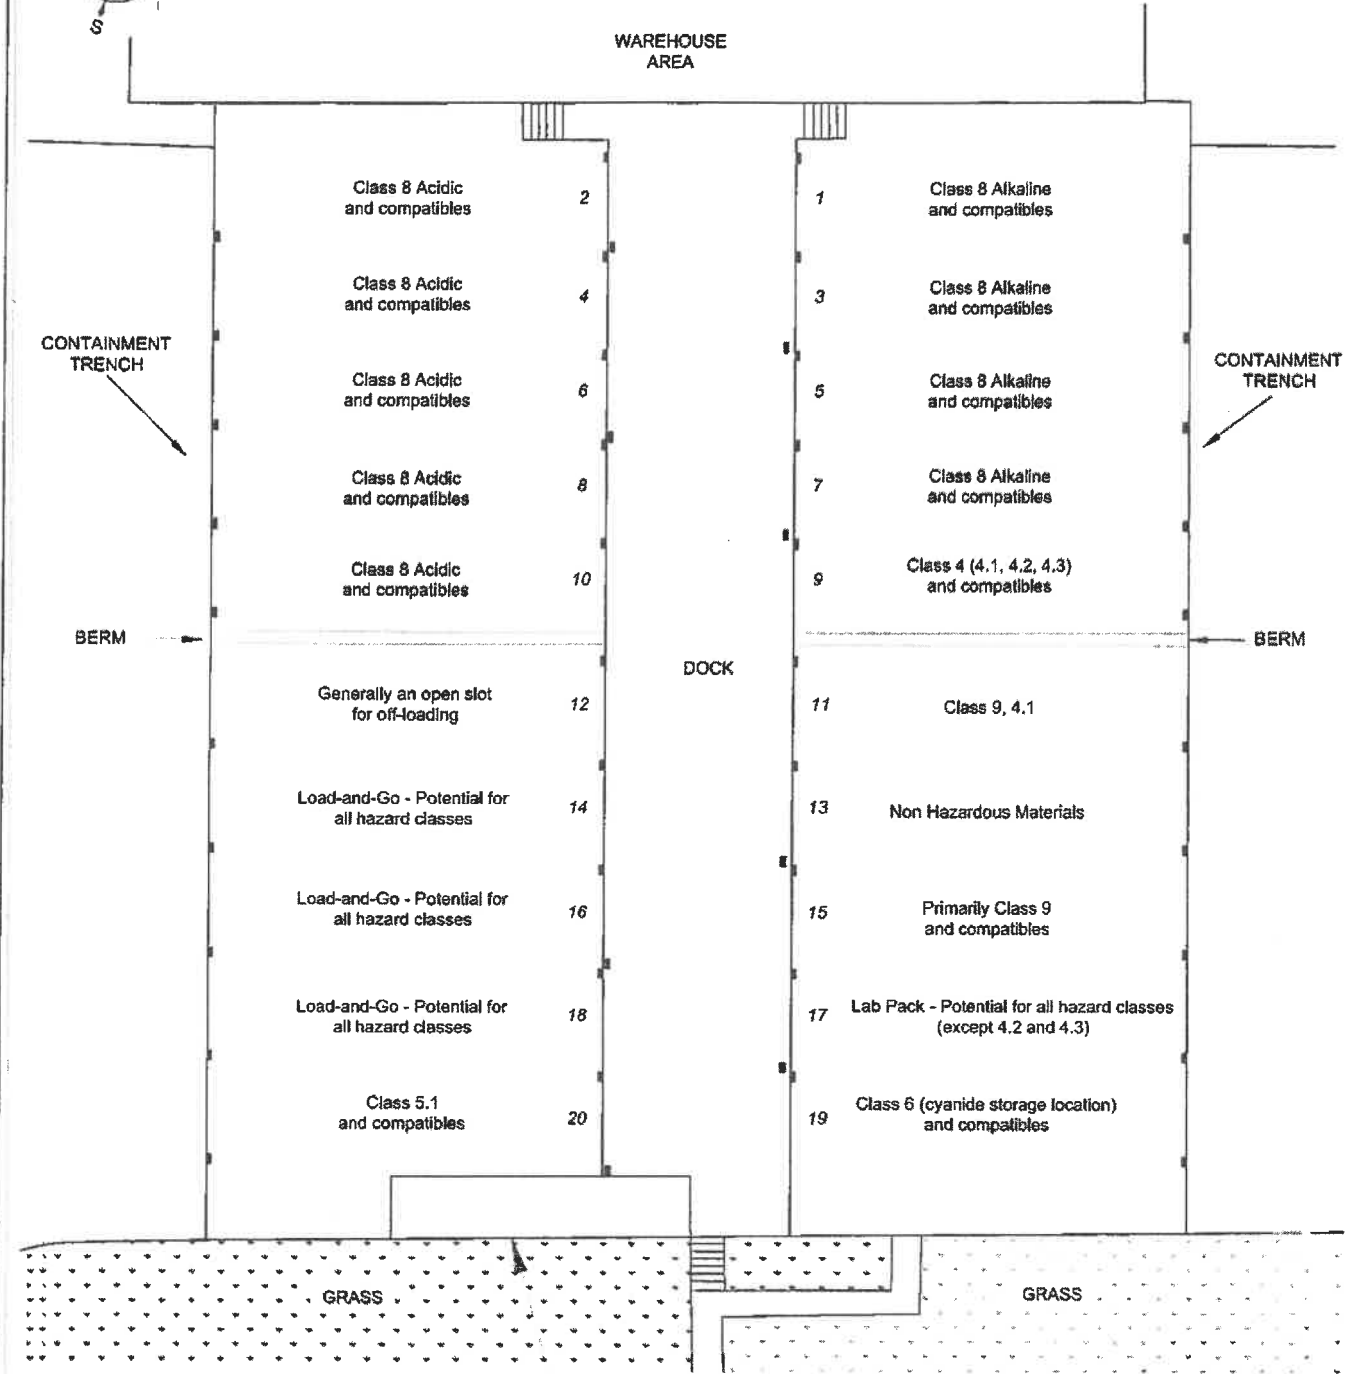 S
WAREHOUSE
AREA
Class 8 Acidic
and compatibles
2
1
Class 8 Alkaline
and compatibles
Class 8 Acidic
and compatibles
4
3
Class 8 Alkaline
and compatibles
CONTAINMENT
TRENCH
CONTAINMENT
TRENCH
Class 8 Acidic
and compatibles
6
5
Class 8 Alkaline
and compatibles
Class 8 Acidic
and compatibles
8
7
Class 8 Alkaline
and compatibles
Class 8 Acidic
and compatibles
10
9
Class 4 (4.1, 4.2, 4.3)
and compatibles
BERM
BERM
DOCK
Generally an open slot
for off-loading
12
11
Class 9, 4.1
Load-and-Go - Potential for
all hazard classes
14
13
Non Hazardous Materials
Load-and-Go - Potential for
all hazard classes
16
15
Primarily Class 9
and compatibles
Load-and-Go - Potential for
all hazard classes
18
17
Lab Pack - Potential for all hazard classes
(except 4.2 and 4.3)
Class 5.1
and compatibles
20
19
Class 6 (cyanide storage location)
and compatibles
GRASS
GRASS